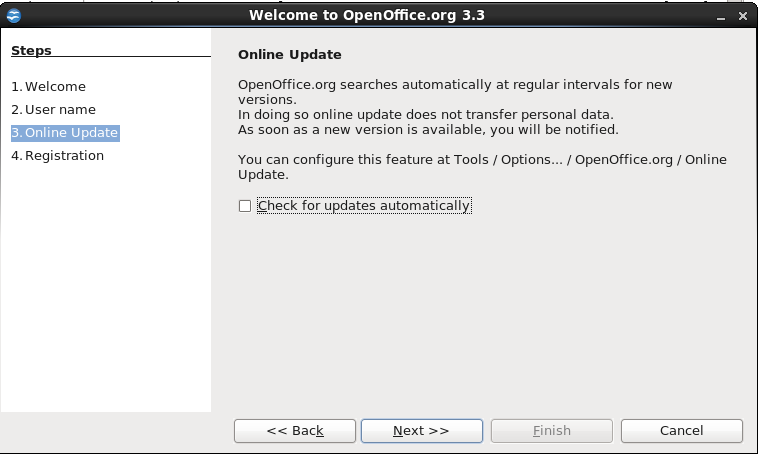 Welcome to OpenOffice.org 3.3
Steps
1. Welcome
2. User name
3. Online Update
4. Registration
Online Update
OpenOffice.org searches automatically at regular intervals for new
versions.
In doing so online update does not transfer personal data.
As soon as a new version is available, you will be notified.
You can configure this feature at Tools / Options... / OpenOffice.org / Online
Update.
Check for updates automatically
<< Back
Next >>
Finish
Cancel